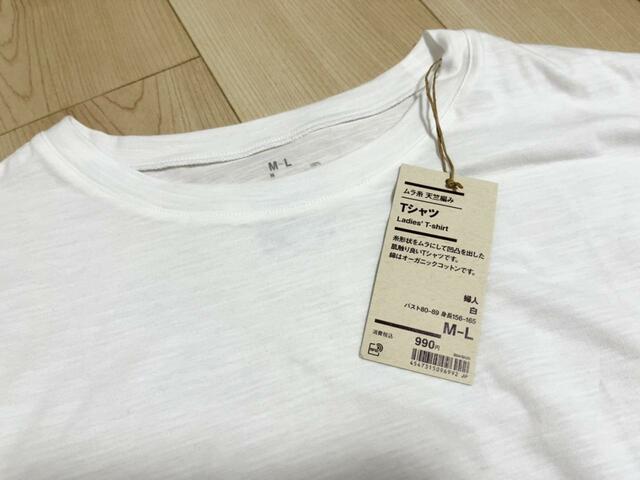 M-L
ムラ糸 天竺編み
Tシャツ
Ladies' T-shirt
糸形状をムラにして凹凸を出した
肌触り良いTシャツです。
綿はオーガニックコットンです。
婦人
白
バスト80-89 身長156-165
M-L
消費税込
990円
4547315096992 JP